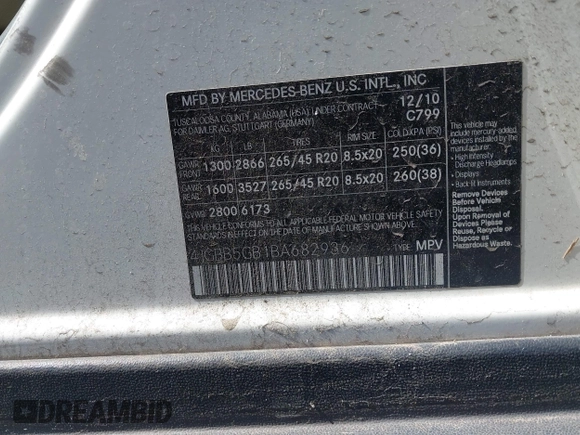 MFD BY MERCEDES-BENZ U.S. INTL., INC
TUSCALOOSA COUNTY, ALABAMA (USA) UNDER CONTRACT 12/10
FOR DAIMLER AG, STUTTGART (GERMANY) C799
KG LB TIRE SIZE RIM SIZE COLD KPA (PSI)
GAWR FRONT 1300 2866 265/45 R20 8.5x20 250(36)
GAWR REAR 1600 3527 265/45 R20 8.5x20 260(38)
GVWR 2800 6173
THIS VEHICLE CONFORMS TO ALL APPLICABLE FEDERAL MOTOR VEHICLE
SAFETY STANDARDS IN EFFECT ON THE DATE OF MANUFACTURE SHOWN ABOVE.
4JGBB5GB1BA682936 TYPE: MPV
This vehicle may
include mercury-added
devices installed by
the manufacturer:
• High Intensity
Discharge Headlamps
• Displays
• Back-lit Instruments
Remove Devices
Before Vehicle Disposal.
Upon Removal of
Devices Please
Reuse, Recycle or
Dispose as
Hazardous Waste.
DREAMBID